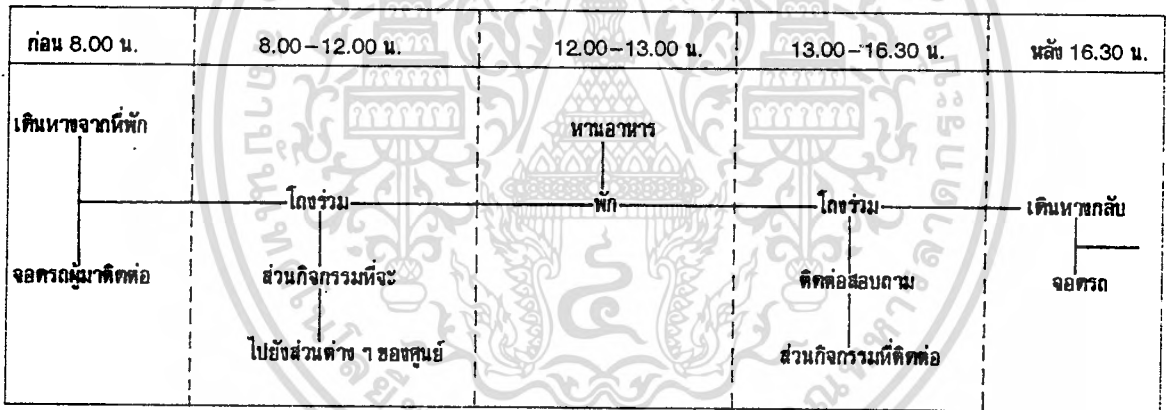 ก่อน 8.00 น.
8.00–12.00 น.
12.00–13.00 น.
13.00–16.30 น.
หลัง 16.30 น.
เดินทางจากที่พัก
ทานอาหาร
โถงร่วม
พัก
โถงร่วม
เดินทางกลับ
จอดรถผู้มาติดต่อ
ส่วนกิจกรรมที่จะ
ติดต่อสอบถาม
จอดรถ
ไปยังส่วนต่าง ๆ ของศูนย์
ส่วนกิจกรรมที่ติดต่อ